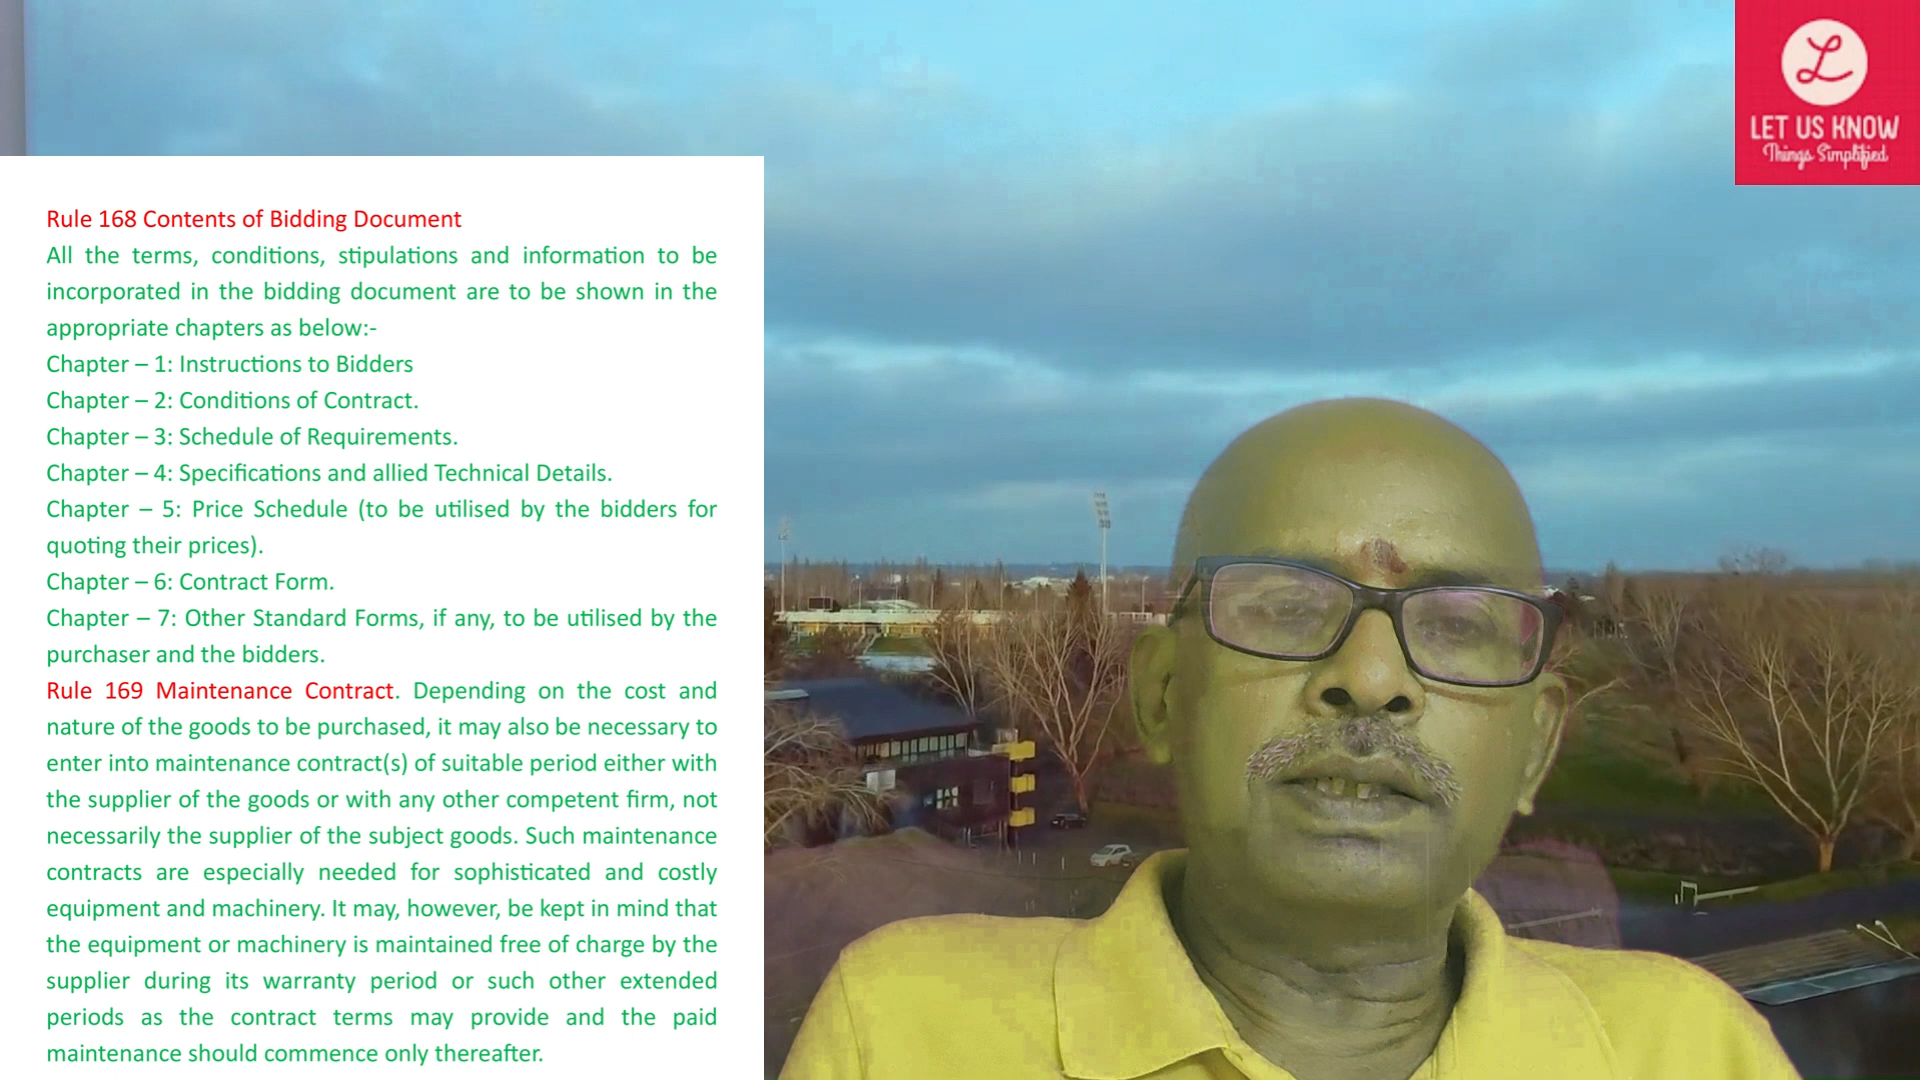 Rule 168 Contents of Bidding Document
All the terms, conditions, stipulations and information to be
incorporated in the bidding document are to be shown in the
appropriate chapters as below:-
Chapter – 1: Instructions to Bidders
Chapter – 2: Conditions of Contract.
Chapter – 3: Schedule of Requirements.
Chapter – 4: Specifications and allied Technical Details.
Chapter – 5: Price Schedule (to be utilised by the bidders for
quoting their prices).
Chapter – 6: Contract Form.
Chapter – 7: Other Standard Forms, if any, to be utilised by the
purchaser and the bidders.
Rule 169 Maintenance Contract. Depending on the cost and
nature of the goods to be purchased, it may also be necessary to
enter into maintenance contract(s) of suitable period either with
the supplier of the goods or with any other competent firm, not
necessarily the supplier of the subject goods. Such maintenance
contracts are especially needed for sophisticated and costly
equipment and machinery. It may, however, be kept in mind that
the equipment or machinery is maintained free of charge by the
supplier during its warranty period or such other extended
periods as the contract terms may provide and the paid
maintenance should commence only thereafter.
L
LET US KNOW
Things Simplified